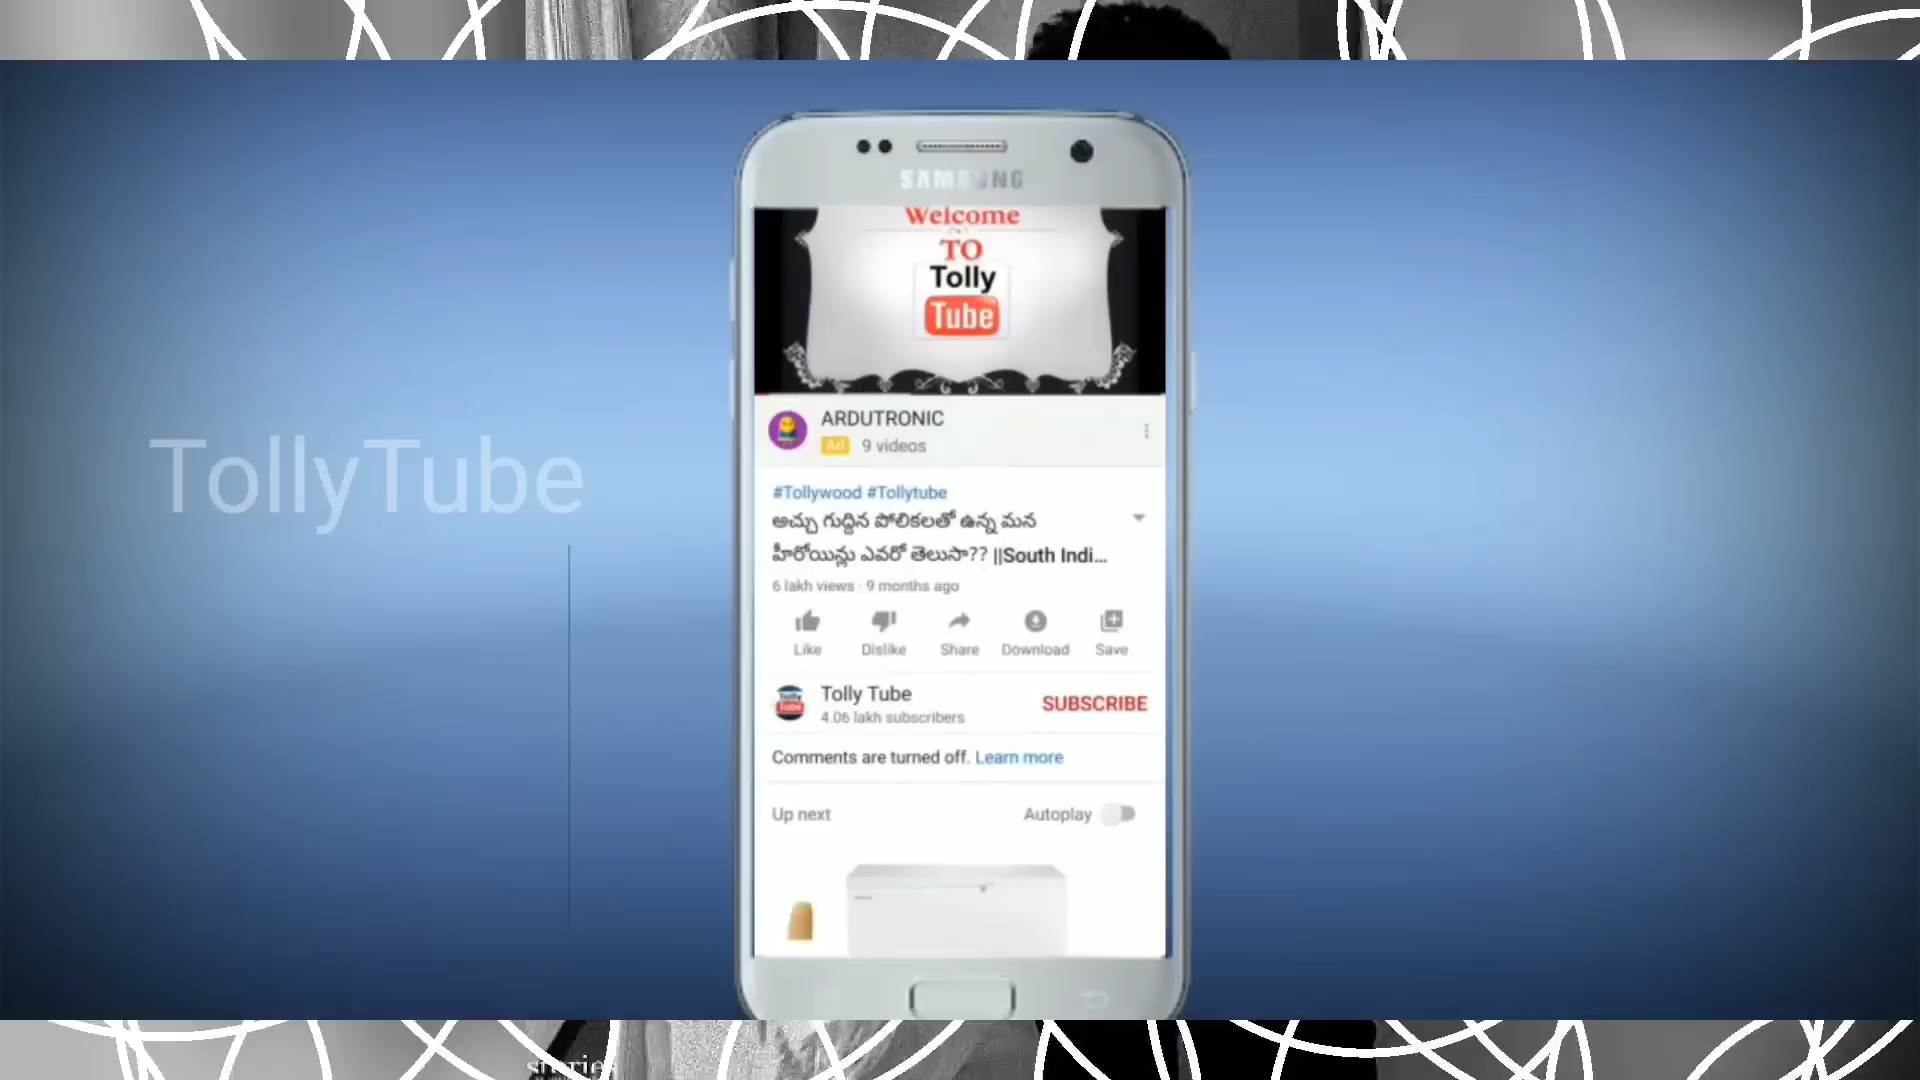 SAMSUNG
Welcome
TO
Tolly
Tube
ARDUTRONIC
Ad 9 videos
TollyTube
#Tollywood #Tollytube
అచ్చు గుద్దిన పోలికలతో ఉన్న మన
హీరోయిన్లు ఎవరో తెలుసా?? ||South Indi...
6 lakh views · 9 months ago
Like Dislike Share Download Save
Tolly Tube
4.06 lakh subscribers
SUBSCRIBE
Tolly
Tube
Comments are turned off. Learn more
Up next Autoplay